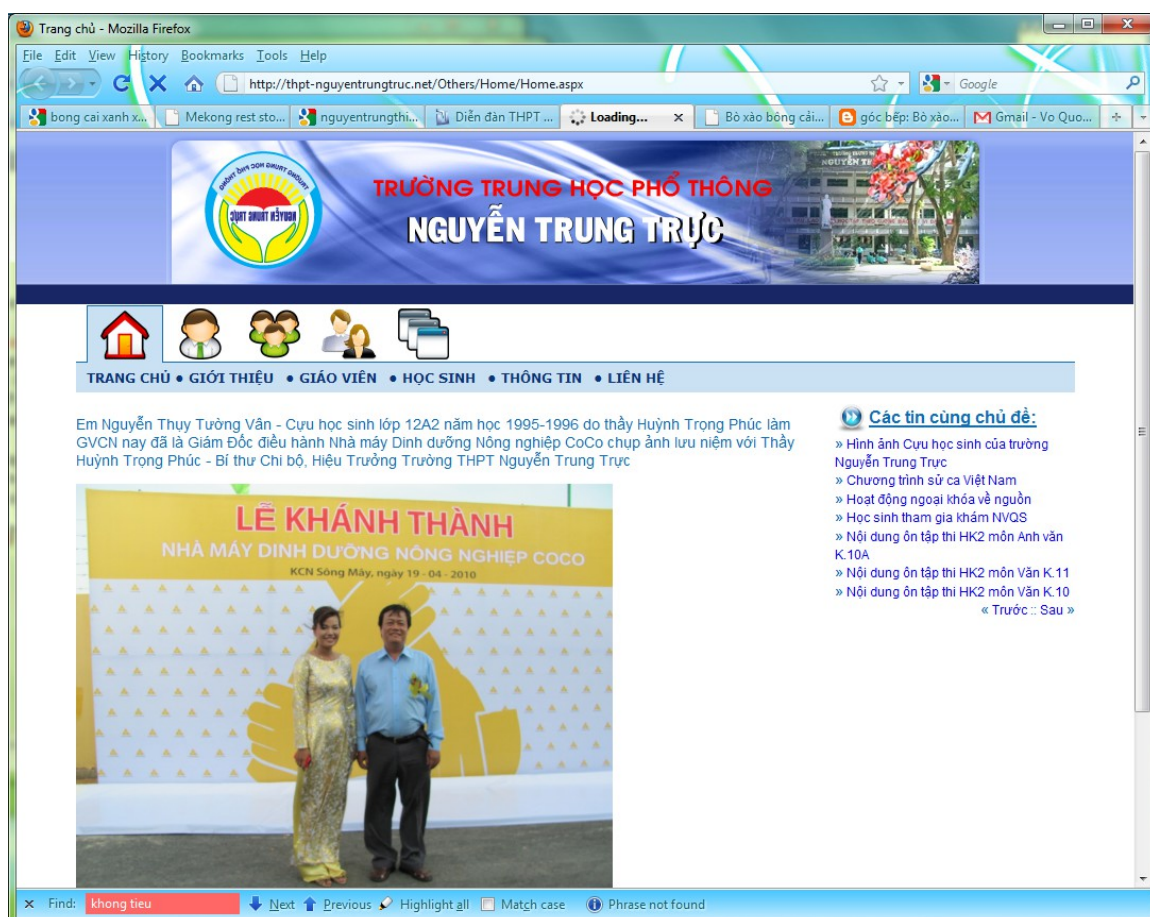 Trang chủ - Mozilla Firefox
File Edit View History Bookmarks Tools Help
http://thpt-nguyentrungtruc.net/Others/Home/Home.aspx
Google
bong cai xanh x...
Mekong rest sto...
nguyentrungthi...
Diễn đàn THPT ...
Loading...
Bò xào bông cải...
góc bếp: Bò xào...
Gmail - Vo Quo...
TRƯỜNG TRUNG HỌC PHỔ THÔNG
NGUYỄN TRUNG TRỰC
NGUYỄN TRUNG TRỰC
TRƯỜNG TRUNG HỌC PHỔ THÔNG
TRANG CHỦ • GIỚI THIỆU • GIÁO VIÊN • HỌC SINH • THÔNG TIN • LIÊN HỆ
Em Nguyễn Thụy Tường Vân - Cựu học sinh lớp 12A2 năm học 1995-1996 do thầy Huỳnh Trọng Phúc làm
GVCN nay đã là Giám Đốc điều hành Nhà máy Dinh dưỡng Nông nghiệp CoCo chụp ảnh lưu niệm với Thầy
Huỳnh Trọng Phúc - Bí thư Chi bộ, Hiệu Trưởng Trường THPT Nguyễn Trung Trực
LỄ KHÁNH THÀNH
NHÀ MÁY DINH DƯỠNG NÔNG NGHIỆP COCO
KCN Sông Mây, ngày 19 - 04 - 2010
Các tin cùng chủ đề:
» Hình ảnh Cựu học sinh của trường
Nguyễn Trung Trực
» Chương trình sử ca Việt Nam
» Hoạt động ngoại khóa về nguồn
» Học sinh tham gia khám NVQS
» Nội dung ôn tập thi HK2 môn Anh văn
K.10A
» Nội dung ôn tập thi HK2 môn Văn K.11
» Nội dung ôn tập thi HK2 môn Văn K.10
« Trước :: Sau »
Find: khong tieu Next Previous Highlight all Match case Phrase not found